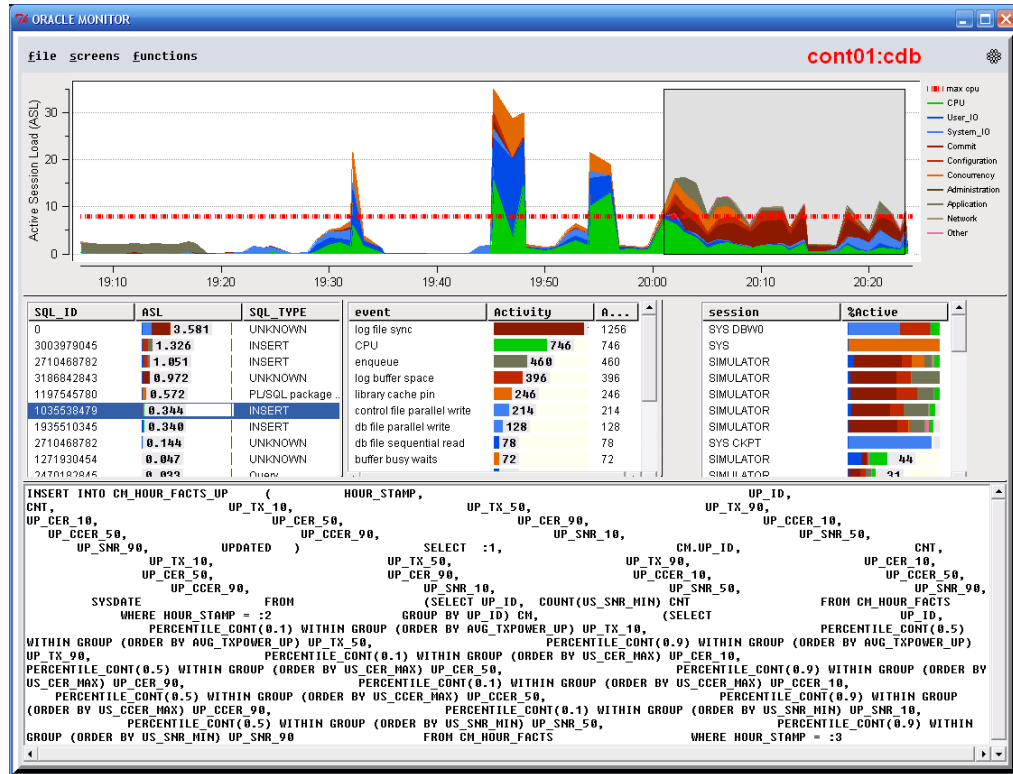 ORACLE MONITOR
file screens functions
cont01:cdb
Active Session Load (ASL)
30
20
10
0
19:10 19:20 19:30 19:40 19:50 20:00 20:10 20:20
max cpu
CPU
User_IO
System_IO
Commit
Configuration
Concurrency
Administration
Application
Network
Other
SQL_ID ASL SQL_TYPE
0 3.581 UNKNOWN
3003979045 1.326 INSERT
2710468782 1.051 INSERT
3186842843 0.972 UNKNOWN
1197545780 0.572 PL/SQL package ..
1035538479 0.344 INSERT
1935510345 0.340 INSERT
2710468782 0.144 UNKNOWN
1271930454 0.047 UNKNOWN
2470183845 0.033 Query
event Activity A...
log file sync 1256
CPU 746 746
enqueue 460 460
log buffer space 396 396
library cache pin 246 246
control file parallel write 214 214
db file parallel write 128 128
db file sequential read 78 78
buffer busy waits 72 72
session %Active
SYS DBW0
SYS
SIMULATOR
SIMULATOR
SIMULATOR
SIMULATOR
SIMULATOR
SYS CKPT
SIMULATOR 44
SIMULATOR 31
INSERT INTO CM_HOUR_FACTS_UP ( HOUR_STAMP, UP_ID,
CNT, UP_TX_10, UP_TX_50, UP_TX_90,
UP_CER_10, UP_CER_50, UP_CER_90, UP_CCER_10,
UP_CCER_50, UP_CCER_90, UP_SNR_10, UP_SNR_50,
UP_SNR_90, UPDATED ) SELECT :1, CM.UP_ID, CNT,
UP_TX_10, UP_TX_50, UP_TX_90, UP_CER_10,
UP_CER_50, UP_CER_90, UP_CCER_10, UP_CCER_50,
UP_CCER_90, UP_SNR_10, UP_SNR_50, UP_SNR_90,
SYSDATE FROM (SELECT UP_ID, COUNT(US_SNR_MIN) CNT FROM CM_HOUR_FACTS
WHERE HOUR_STAMP = :2 GROUP BY UP_ID) CM, (SELECT UP_ID,
PERCENTILE_CONT(0.1) WITHIN GROUP (ORDER BY AVG_TXPOWER_UP) UP_TX_10, PERCENTILE_CONT(0.5)
WITHIN GROUP (ORDER BY AVG_TXPOWER_UP) UP_TX_50, PERCENTILE_CONT(0.9) WITHIN GROUP (ORDER BY AVG_TXPOWER_UP)
UP_TX_90, PERCENTILE_CONT(0.1) WITHIN GROUP (ORDER BY US_CER_MAX) UP_CER_10,
PERCENTILE_CONT(0.5) WITHIN GROUP (ORDER BY US_CER_MAX) UP_CER_50, PERCENTILE_CONT(0.9) WITHIN GROUP (ORDER BY
US_CER_MAX) UP_CER_90, PERCENTILE_CONT(0.1) WITHIN GROUP (ORDER BY US_CCER_MAX) UP_CCER_10,
PERCENTILE_CONT(0.5) WITHIN GROUP (ORDER BY US_CCER_MAX) UP_CCER_50, PERCENTILE_CONT(0.9) WITHIN GROUP
(ORDER BY US_CCER_MAX) UP_CCER_90, PERCENTILE_CONT(0.1) WITHIN GROUP (ORDER BY US_SNR_MIN) UP_SNR_10,
PERCENTILE_CONT(0.5) WITHIN GROUP (ORDER BY US_SNR_MIN) UP_SNR_50, PERCENTILE_CONT(0.9) WITHIN
GROUP (ORDER BY US_SNR_MIN) UP_SNR_90 FROM CM_HOUR_FACTS WHERE HOUR_STAMP = :3